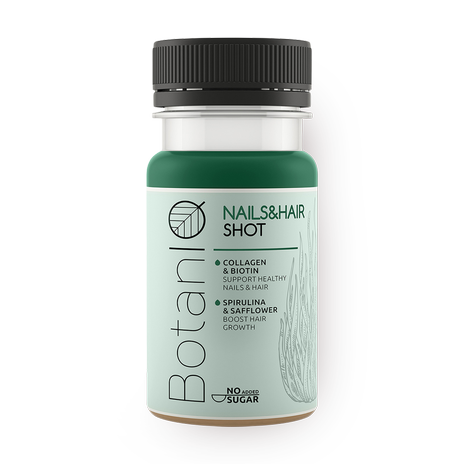 BotanIQ
NAILS&HAIR
SHOT
COLLAGEN
& BIOTIN
SUPPORT HEALTHY
NAILS & HAIR
SPIRULINA
& SAFFLOWER
BOOST HAIR
GROWTH
NO ADDED
SUGAR